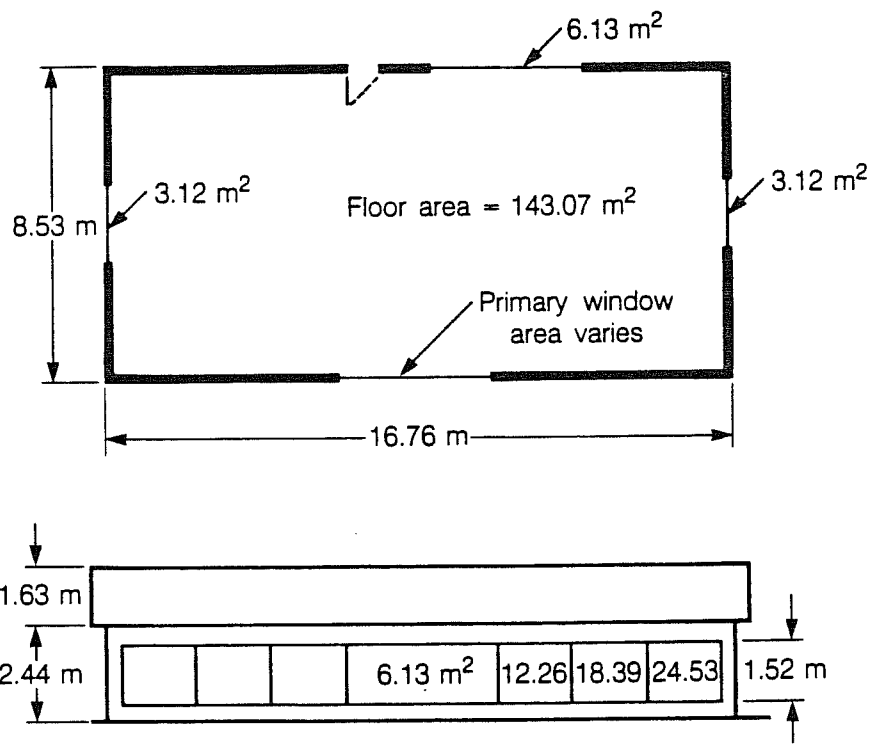 6.13 m²
3.12 m²
3.12 m²
8.53 m
Floor area = 143.07 m²
Primary window
area varies
16.76 m
1.63 m
2.44 m
6.13 m²
12.26
18.39
24.53
1.52 m